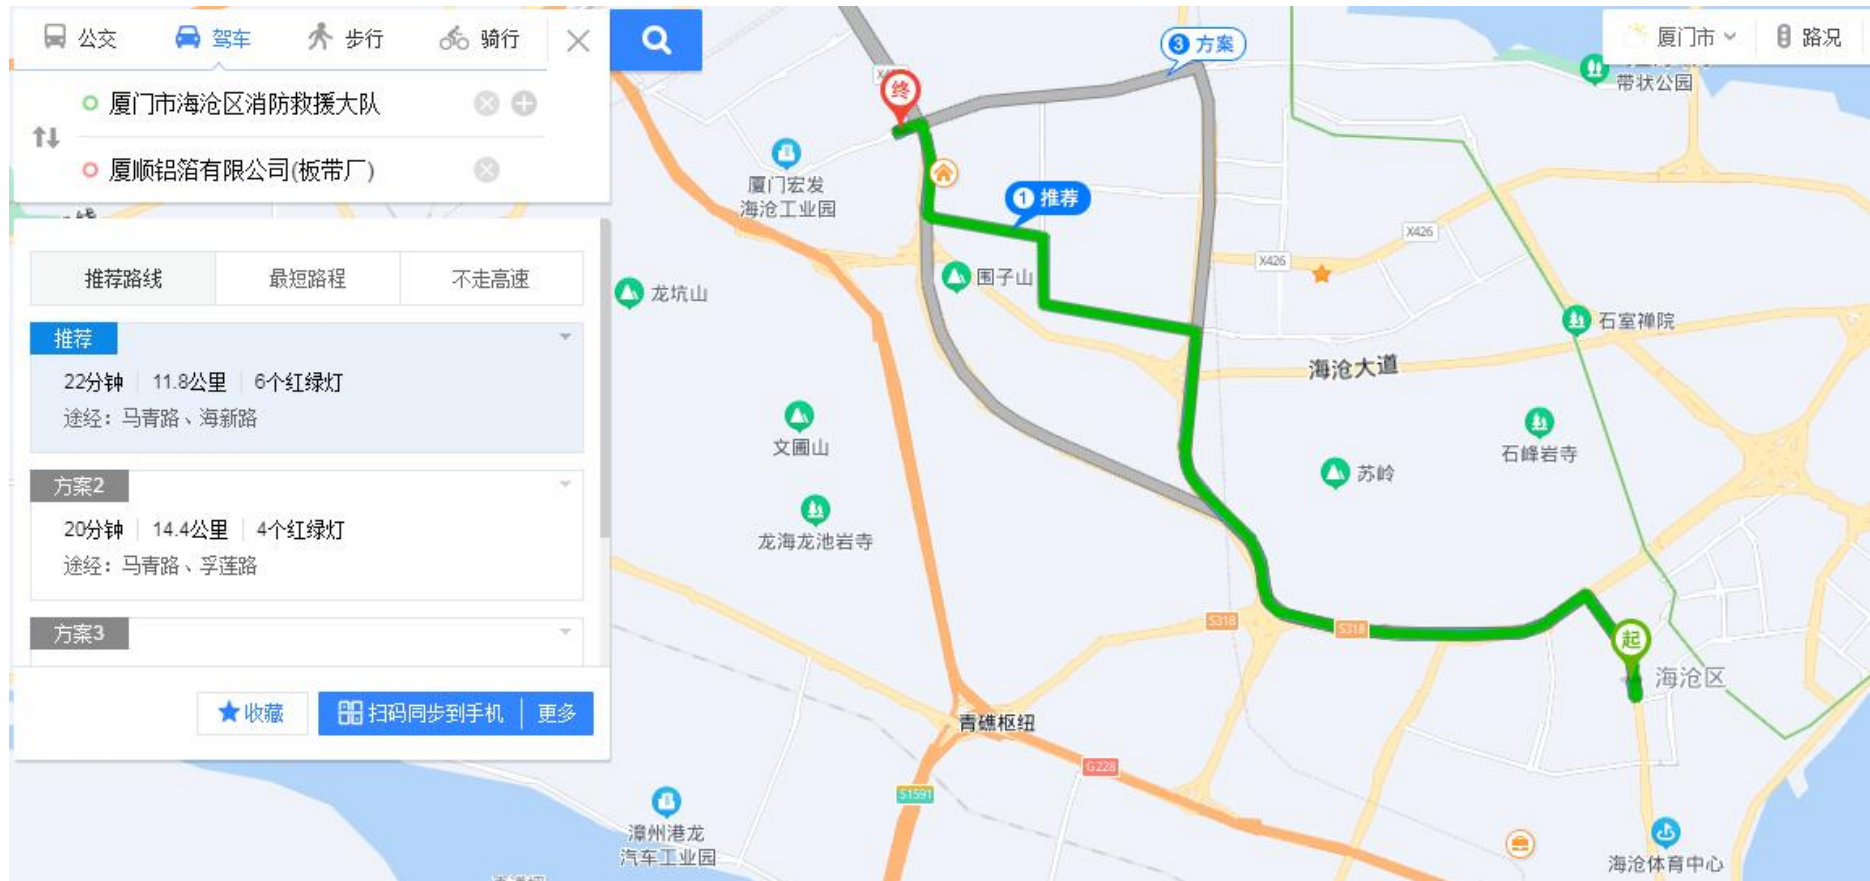 公交
驾车
步行
骑行
厦门市海沧区消防救援大队
厦顺铝箔有限公司(板带厂)
推荐路线
最短路程
不走高速
推荐
22分钟 11.8公里 6个红绿灯
途经：马青路、海新路
方案2
20分钟 14.4公里 4个红绿灯
途经：马青路、孚莲路
方案3
收藏
扫码同步到手机
更多
厦门市
路况
3 方案
带状公园
终
厦门宏发
海沧工业园
1 推荐
X426
X426
围子山
龙坑山
石室禅院
海沧大道
文圃山
石峰岩寺
苏岭
龙海龙池岩寺
S318
S318
起
海沧区
青礁枢纽
G228
S1591
漳州港龙
汽车工业园
海沧体育中心